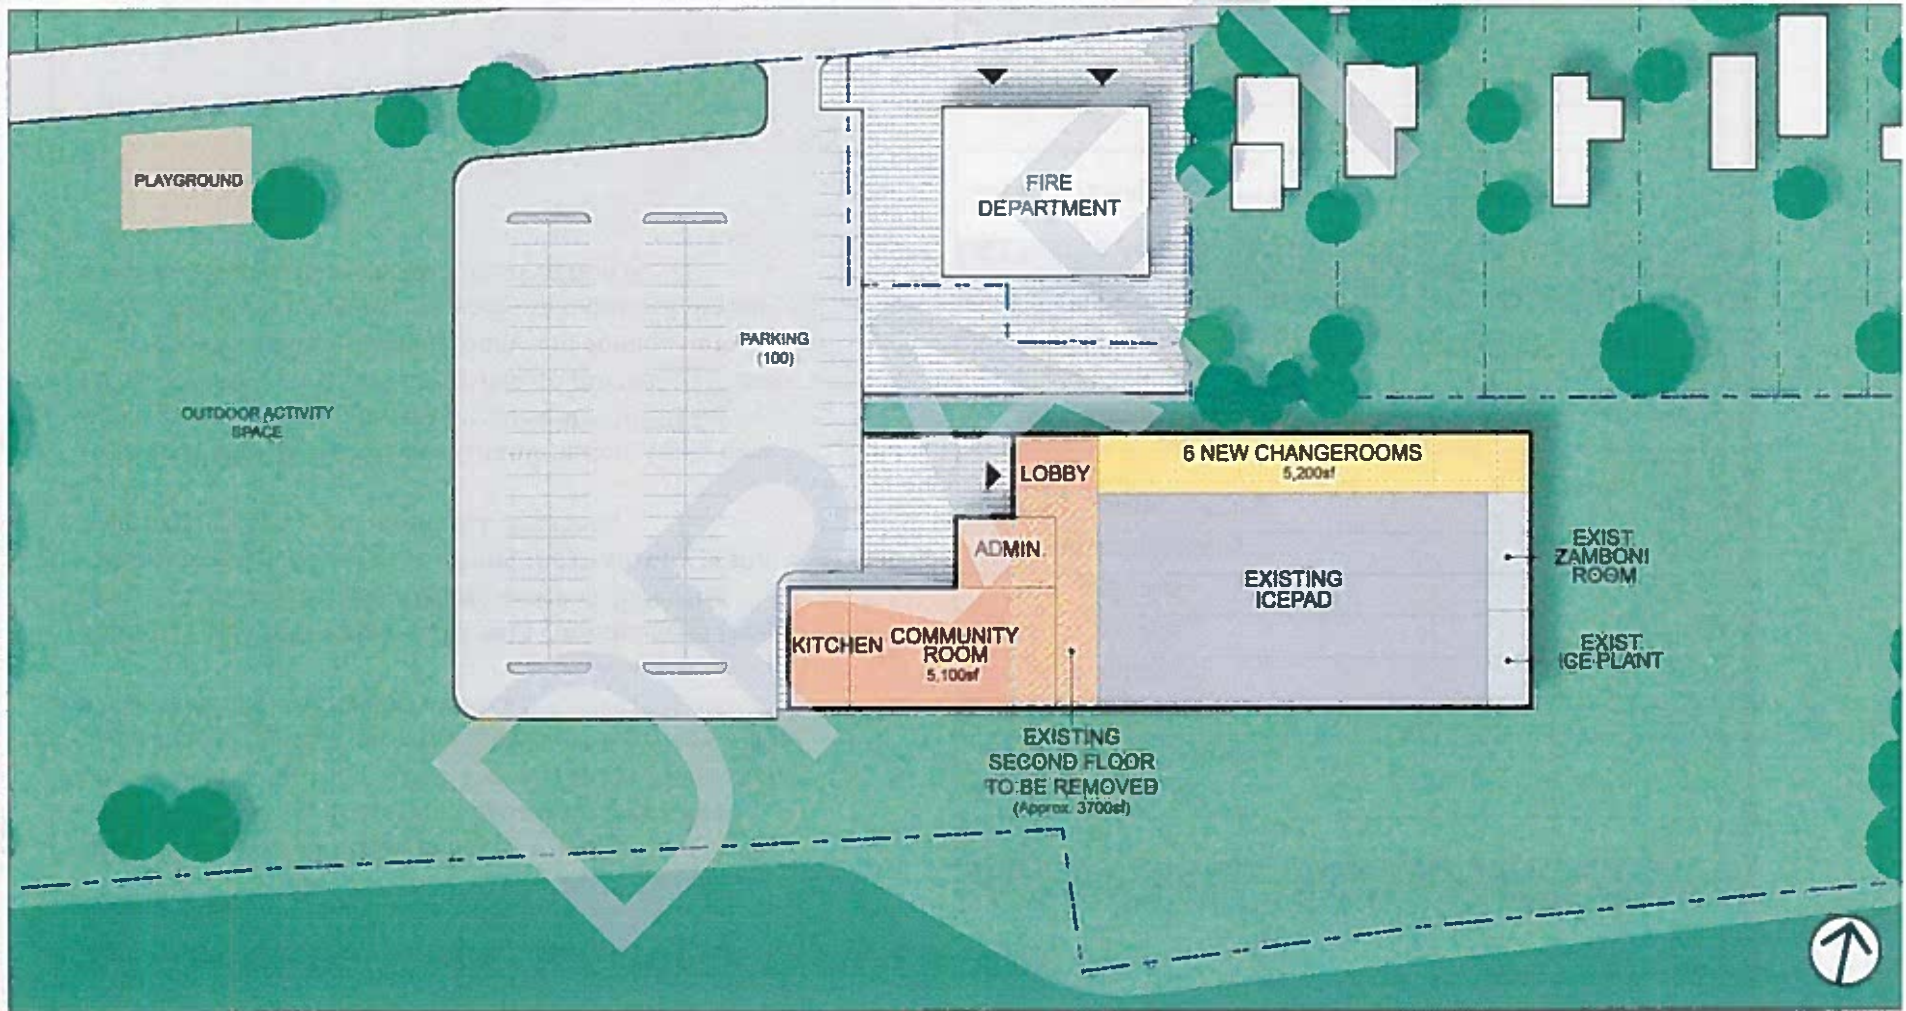 PLAYGROUND
FIRE
DEPARTMENT
PARKING
(100)
OUTDOOR ACTIVITY
SPACE
LOBBY
6 NEW CHANGEROOMS
5,200sf
ADMIN.
EXISTING
ICEPAD
EXIST.
ZAMBONI
ROOM
KITCHEN
COMMUNITY
ROOM
5,100sf
EXIST.
ICE PLANT
EXISTING
SECOND FLOOR
TO BE REMOVED
(Approx. 3700sf)
DRAFT